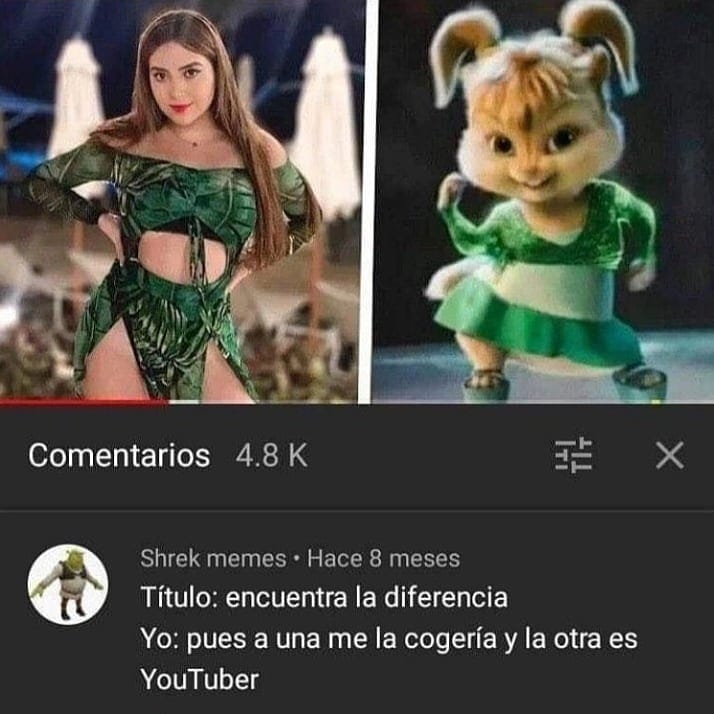 Comentarios 4.8 K
Shrek memes • Hace 8 meses
Título: encuentra la diferencia
Yo: pues a una me la cogería y la otra es
YouTuber